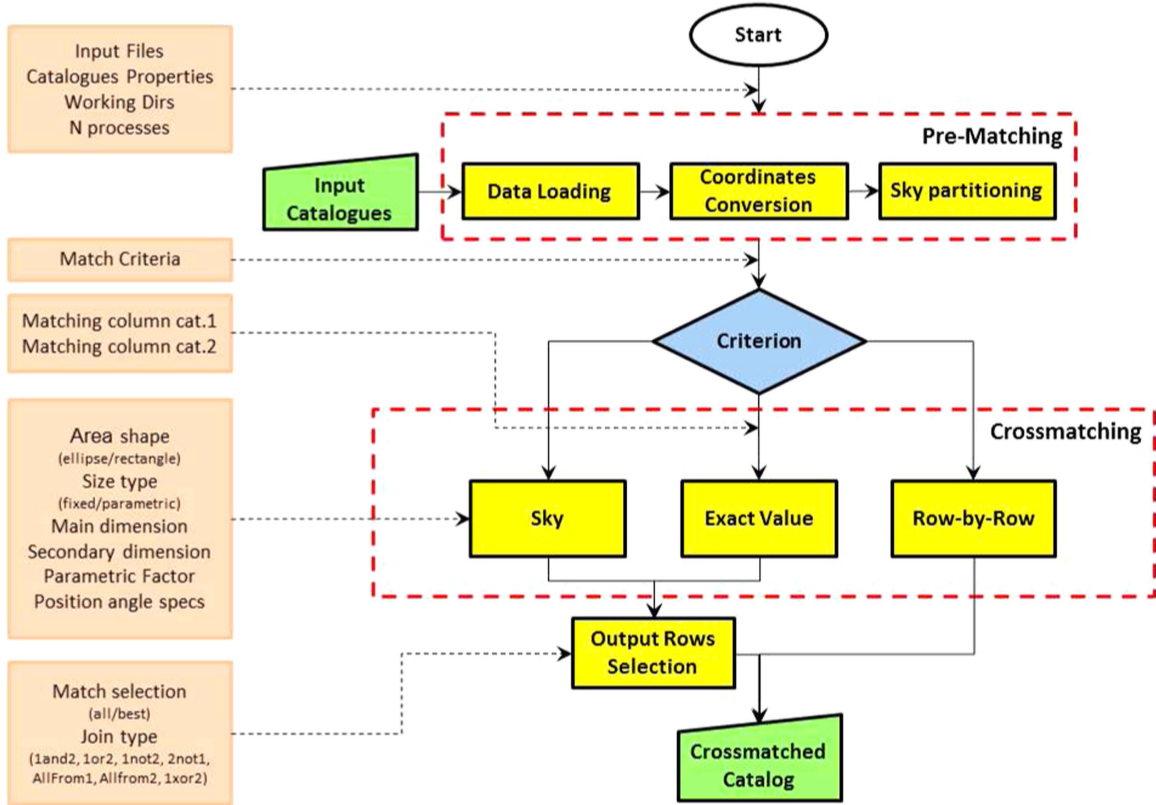 Start
Input Files
Catalogues Properties
Working Dirs
N processes
Pre-Matching
Input
Catalogues
Data Loading
Coordinates
Conversion
Sky partitioning
Match Criteria
Matching column cat.1
Matching column cat.2
Criterion
Crossmatching
Area shape
(ellipse/rectangle)
Size type
(fixed/parametric)
Main dimension
Secondary dimension
Parametric Factor
Position angle specs
Sky
Exact Value
Row-by-Row
Output Rows
Selection
Match selection
(all/best)
Join type
(1and2, 1or2, 1not2, 2not1,
AllFrom1, Allfrom2, 1xor2)
Crossmatched
Catalog